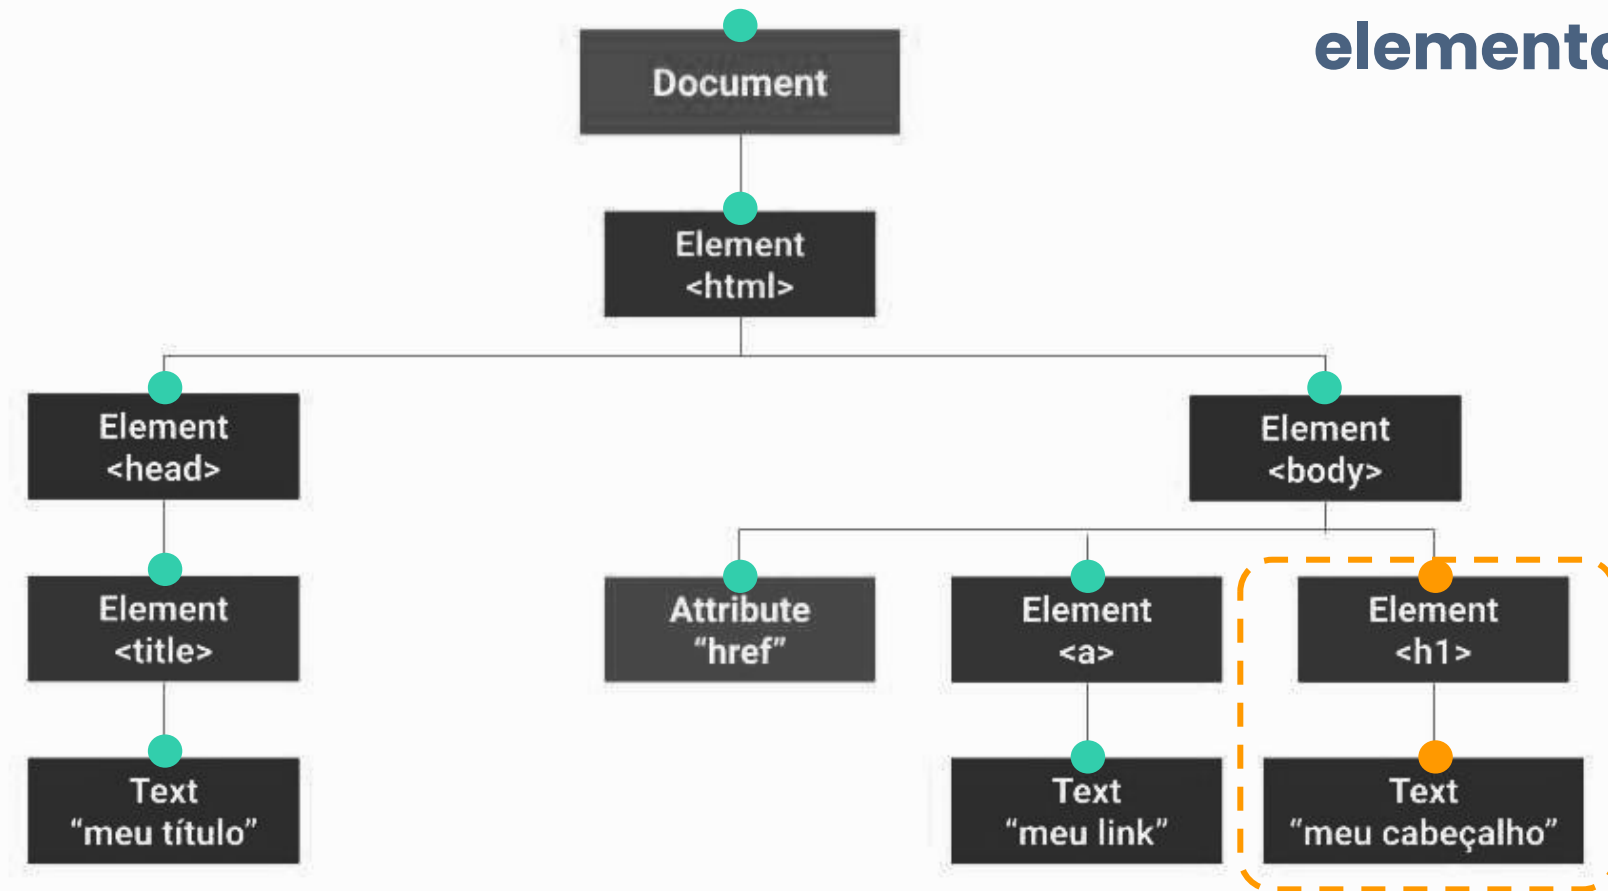 element
Document
Element
<html>
Element
<head>
Element
<body>
Element
<title>
Attribute
“href”
Element
<a>
Element
<h1>
Text
“meu título”
Text
“meu link”
Text
“meu cabeçalho”